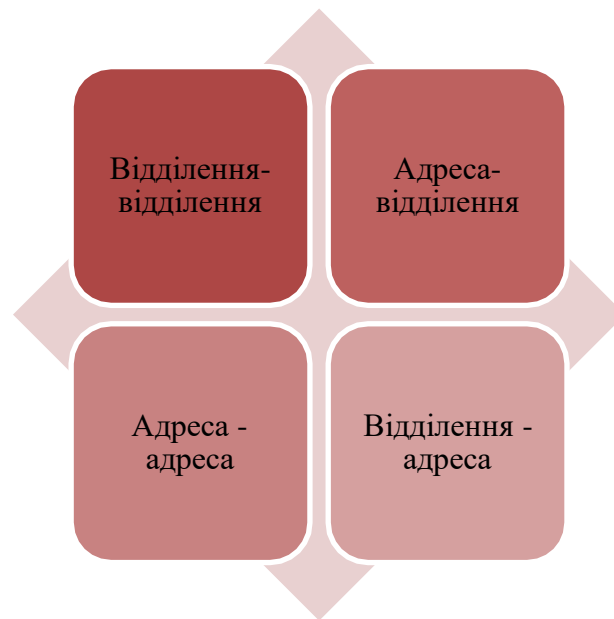 Відділення-
відділення
Адреса-
відділення
Адреса -
адреса
Відділення -
адреса